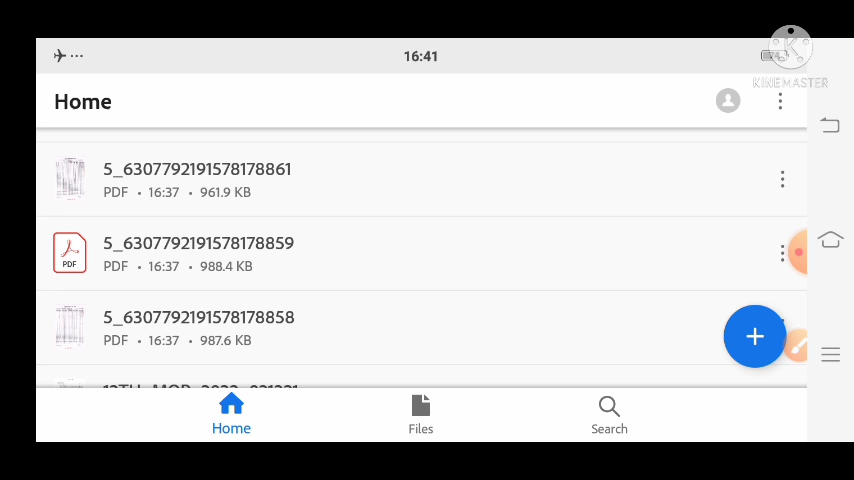 16:41
KINEMASTER
Home
5_6307792191578178861
PDF • 16:37 • 961.9 KB
5_6307792191578178859
PDF
PDF • 16:37 • 988.4 KB
5_6307792191578178858
PDF • 16:37 • 987.6 KB
Home
Files
Search